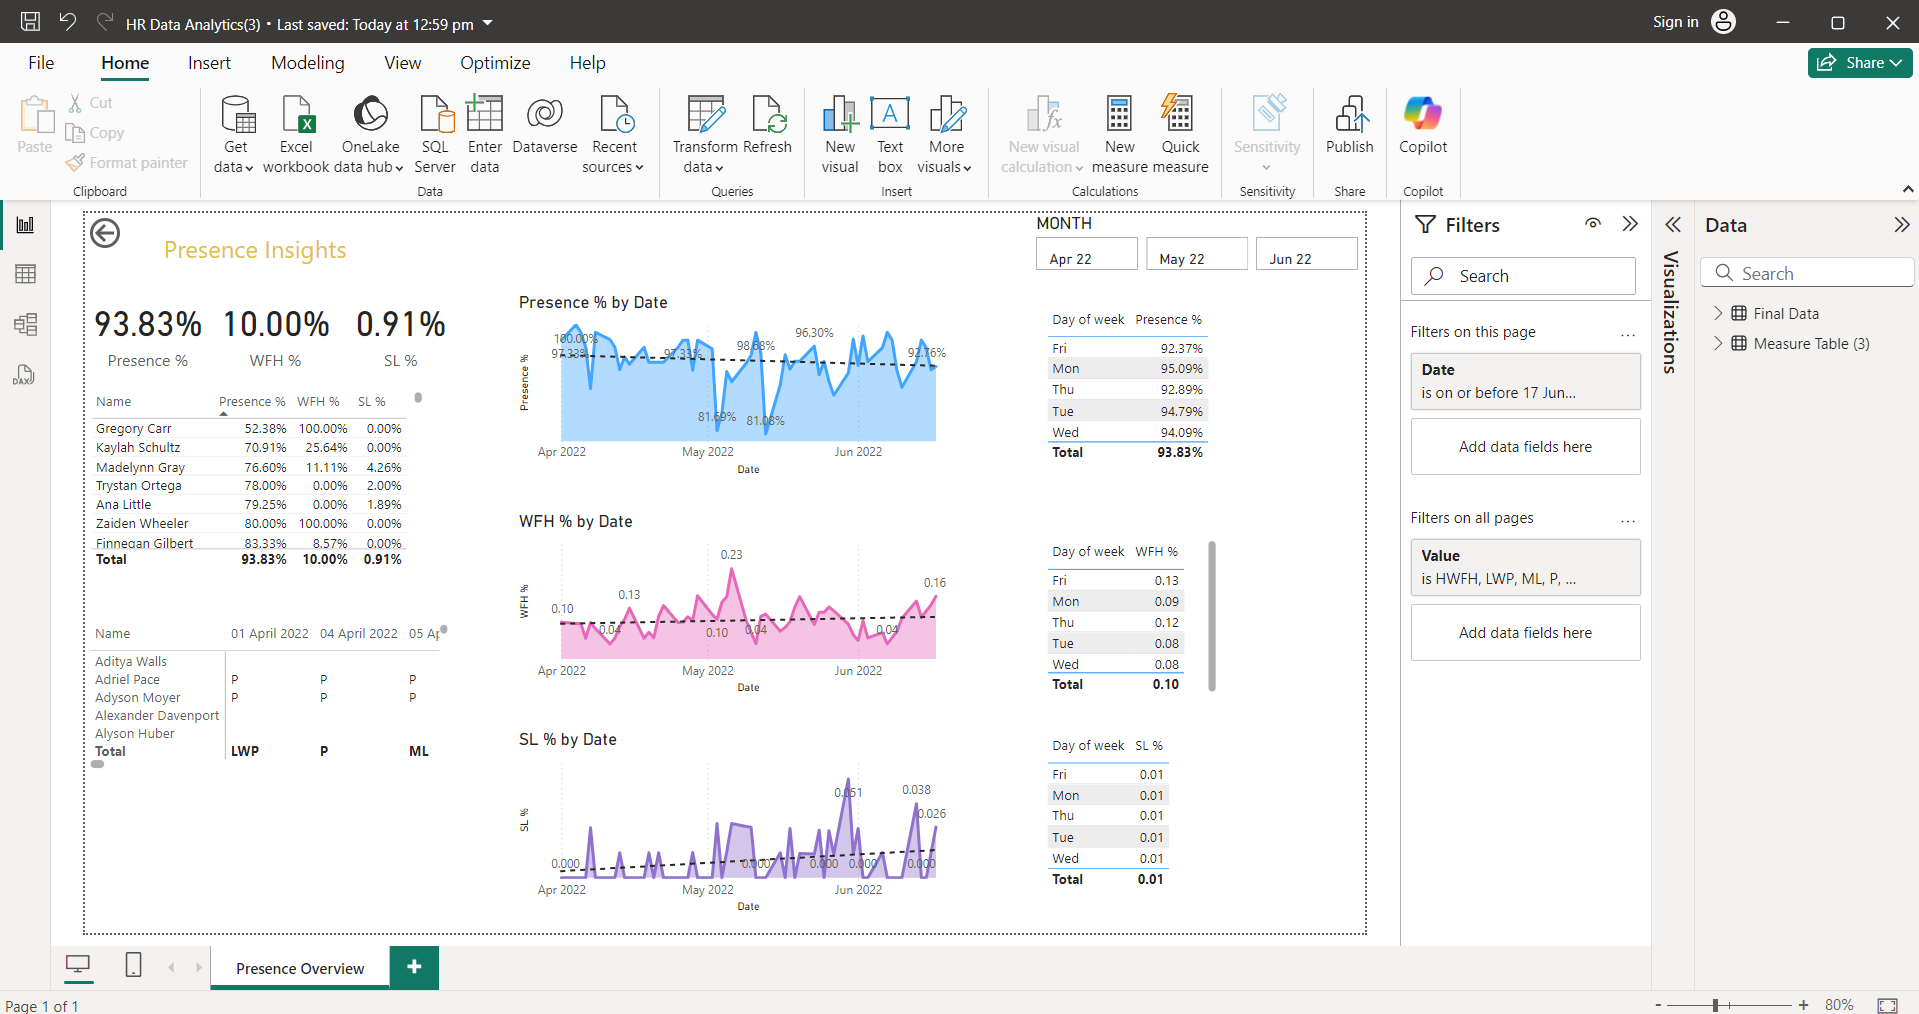 HR Data Analytics(3) • Last saved: Today at 12:59 pm
Sign in
File Home Insert Modeling View Optimize Help
Share
Paste
Cut
Copy
Format painter
Get data
Excel workbook
OneLake data hub
SQL Server
Enter data
Dataverse
Recent sources
Transform data
Refresh
New visual
Text box
More visuals
New visual calculation
New measure
Quick measure
Sensitivity
Publish
Copilot
Clipboard Data Queries Insert Calculations Sensitivity Share Copilot
Presence Insights
MONTH
Apr 22 May 22 Jun 22
93.83% 10.00% 0.91%
Presence % WFH % SL %
Name Presence % WFH % SL %
Gregory Carr 52.38% 100.00% 0.00%
Kaylah Schultz 70.91% 25.64% 0.00%
Madelynn Gray 76.60% 11.11% 4.26%
Trystan Ortega 78.00% 0.00% 2.00%
Ana Little 79.25% 0.00% 1.89%
Zaiden Wheeler 80.00% 100.00% 0.00%
Finnegan Gilbert 83.33% 8.57% 0.00%
Total 93.83% 10.00% 0.91%
Name 01 April 2022 04 April 2022 05 Ap
Aditya Walls
Adriel Pace P P P
Adyson Moyer P P P
Alexander Davenport
Alyson Huber
Total LWP P ML
Presence % by Date
Presence %
100.00%
97.33%
97.33%
98.68%
96.30%
92.76%
81.69%
81.08%
Apr 2022 May 2022 Jun 2022
Date
Day of week Presence %
Fri 92.37%
Mon 95.09%
Thu 92.89%
Tue 94.79%
Wed 94.09%
Total 93.83%
WFH % by Date
WFH %
0.23
0.16
0.13
0.10
0.04
0.10
0.04
0.04
Apr 2022 May 2022 Jun 2022
Date
Day of week WFH %
Fri 0.13
Mon 0.09
Thu 0.12
Tue 0.08
Wed 0.08
Total 0.10
SL % by Date
SL %
0.051
0.038
0.026
0.000
0.000
0.000
0.000
0.000
Apr 2022 May 2022 Jun 2022
Date
Day of week SL %
Fri 0.01
Mon 0.01
Thu 0.01
Tue 0.01
Wed 0.01
Total 0.01
Filters
Search
Filters on this page ...
Date
is on or before 17 Jun...
Add data fields here
Filters on all pages ...
Value
is HWFH, LWP, ML, P, ...
Add data fields here
Visualizations
Data
Search
Final Data
Measure Table (3)
DAX
Presence Overview
+
Page 1 of 1
- + 80%